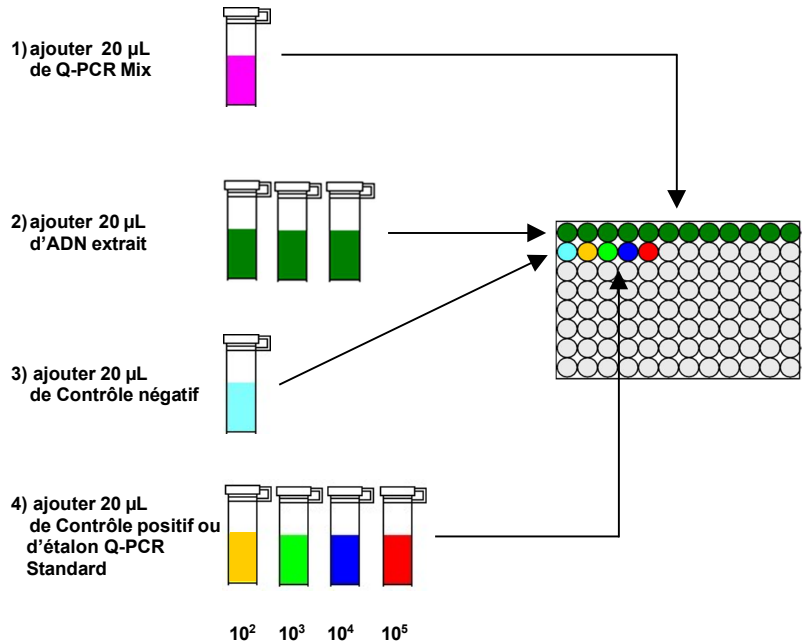 1) ajouter 20 µL
de Q-PCR Mix
2) ajouter 20 µL
d'ADN extrait
3) ajouter 20 µL
de Contrôle négatif
4) ajouter 20 µL
de Contrôle positif ou
d'étalon Q-PCR
Standard
10² 10³ 10⁴ 10⁵